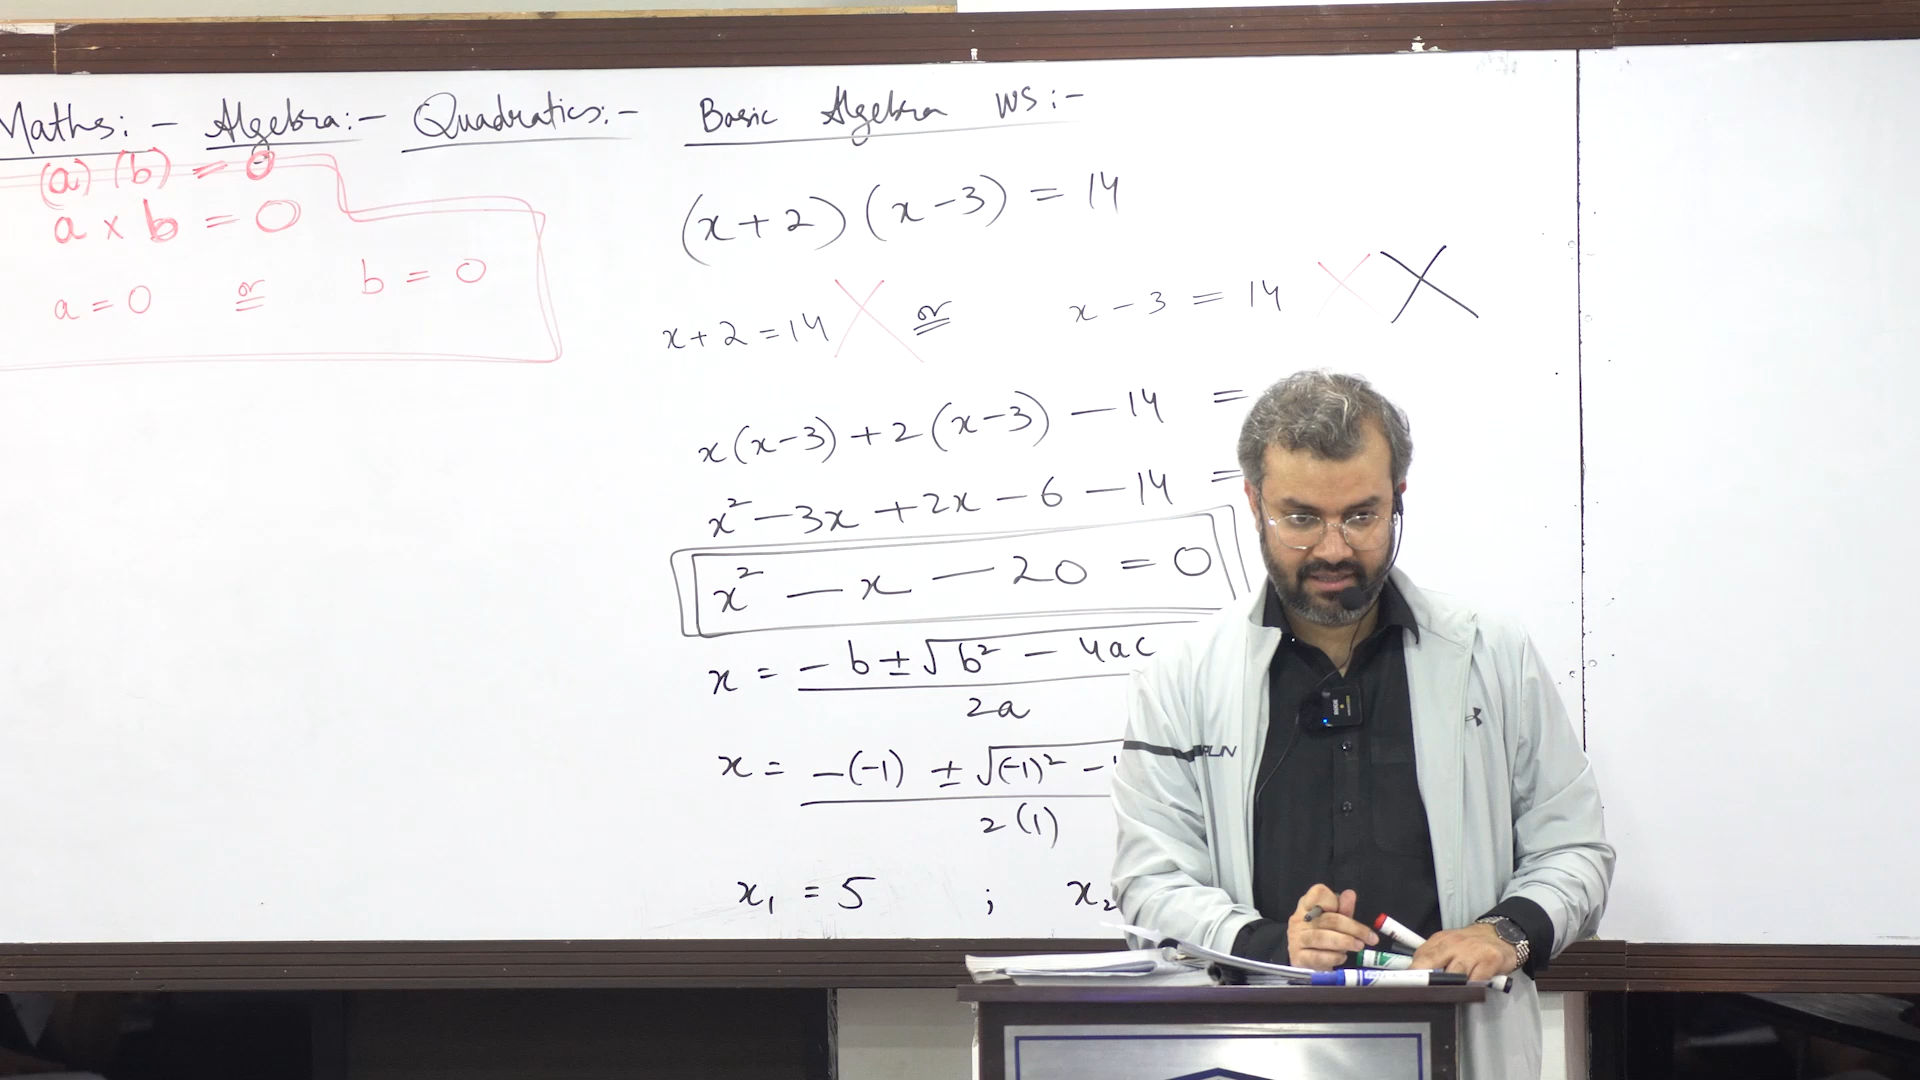 Maths:- Algebra:- Quadratics:- Basic Algebra WS:-
(a) (b) = 0
a × b = 0
a = 0 or b = 0
(x+2)(x-3) = 14
x+2 = 14 or x-3 = 14
x(x-3) + 2(x-3) - 14 =
x² - 3x + 2x - 6 - 14 =
x² - x - 20 = 0
x = -b ± √b² - 4ac
2a
x = -(-1) ± √(-1)² -
2(1)
x₁ = 5 ; x₂